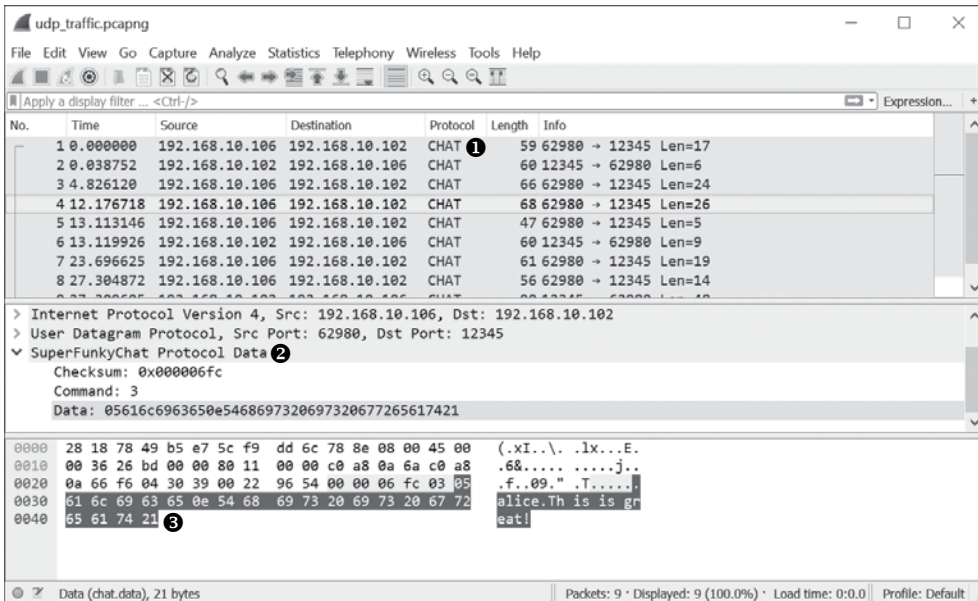 udp_traffic.pcapng
File Edit View Go Capture Analyze Statistics Telephony Wireless Tools Help
Apply a display filter ... <Ctrl-/> Expression... +
No. Time Source Destination Protocol Length Info
1 0.000000 192.168.10.106 192.168.10.102 CHAT ❶ 59 62980 → 12345 Len=17
2 0.038752 192.168.10.102 192.168.10.106 CHAT 60 12345 → 62980 Len=6
3 4.826120 192.168.10.106 192.168.10.102 CHAT 66 62980 → 12345 Len=24
4 12.176718 192.168.10.106 192.168.10.102 CHAT 68 62980 → 12345 Len=26
5 13.113146 192.168.10.106 192.168.10.102 CHAT 47 62980 → 12345 Len=5
6 13.119926 192.168.10.102 192.168.10.106 CHAT 60 12345 → 62980 Len=9
7 23.696625 192.168.10.106 192.168.10.102 CHAT 61 62980 → 12345 Len=19
8 27.304872 192.168.10.106 192.168.10.102 CHAT 56 62980 → 12345 Len=14
> Internet Protocol Version 4, Src: 192.168.10.106, Dst: 192.168.10.102
> User Datagram Protocol, Src Port: 62980, Dst Port: 12345
SuperFunkyChat Protocol Data ❷
Checksum: 0x000006fc
Command: 3
Data: 05616c6963650e5468697320697320677265617421
0000 28 18 78 49 b5 e7 5c f9 dd 6c 78 8e 08 00 45 00 (.xI..\. .lx...E.
0010 00 36 26 bd 00 00 80 11 00 00 c0 a8 0a 6a c0 a8 .6&..... .....j..
0020 0a 66 f6 04 30 39 00 22 96 54 00 00 06 fc 03 05 .f..09." .T......
0030 61 6c 69 63 65 0e 54 68 69 73 20 69 73 20 67 72 alice.Th is is gr
0040 65 61 74 21 ❸ eat!
Data (chat.data), 21 bytes Packets: 9 · Displayed: 9 (100.0%) · Load time: 0:0.0 Profile: Default